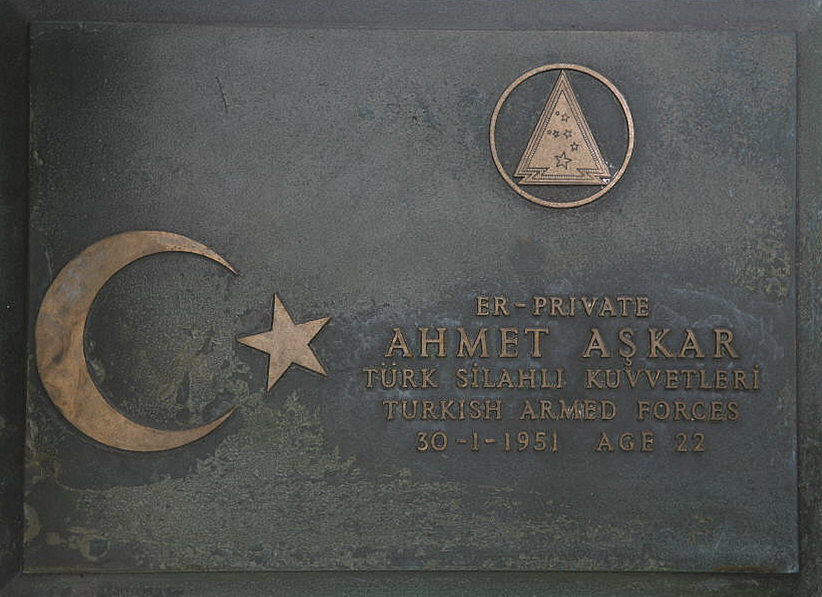 ER-PRIVATE
AHMET AŞKAR
TÜRK SİLAHLI KUVVETLERİ
TURKISH ARMED FORCES
30-1-1951 AGE 22